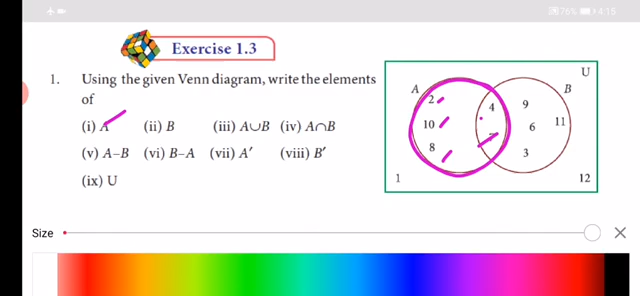 76% 4:15
Exercise 1.3
1. Using the given Venn diagram, write the elements
of
(i) A (ii) B (iii) A∪B (iv) A∩B
(v) A−B (vi) B−A (vii) A′ (viii) B′
(ix) U
U
A B
2 4 9
10 6 11
8 3
1 12
Size